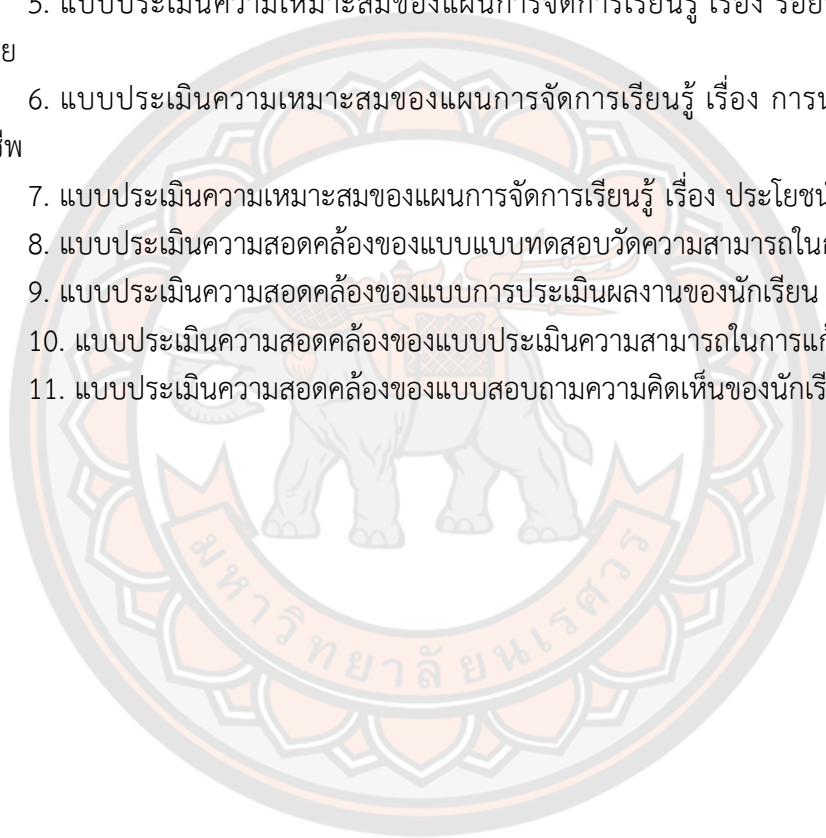 5. แบบประเมินความเหมาะสมของแผนการจัดการเรียนรู้ เรื่อง รอย
ย
6. แบบประเมินความเหมาะสมของแผนการจัดการเรียนรู้ เรื่อง การน
ชีพ
7. แบบประเมินความเหมาะสมของแผนการจัดการเรียนรู้ เรื่อง ประโยชน์
8. แบบประเมินความสอดคล้องของแบบแบบทดสอบวัดความสามารถใน
9. แบบประเมินความสอดคล้องของแบบการประเมินผลงานของนักเรียน
10. แบบประเมินความสอดคล้องของแบบประเมินความสามารถในการแก้
11. แบบประเมินความสอดคล้องของแบบสอบถามความคิดเห็นของนักเรี
มหาวิทยาลัยนเรศวร